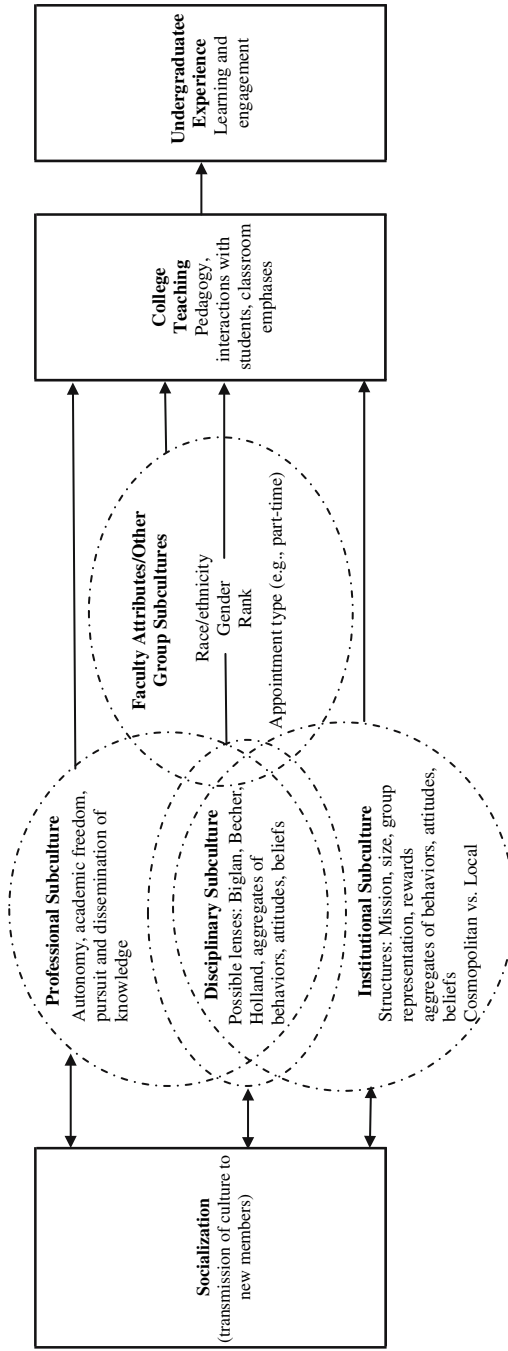 Socialization
(transmission of culture to
new members)
Professional Subculture
Autonomy, academic freedom,
pursuit and dissemination of
knowledge
Disciplinary Subculture
Possible lenses: Biglan, Becher,
Holland, aggregates of
behaviors, attitudes, beliefs
Institutional Subculture
Structures: Mission, size, group
representation, rewards
aggregates of behaviors, attitudes,
beliefs
Cosmopolitan vs. Local
Faculty Attributes/Other
Group Subcultures
Race/ethnicity
Gender
Rank
Appointment type (e.g., part-time)
College
Teaching
Pedagogy,
interactions with
students, classroom
emphases
Undergraduatee
Experience
Learning and
engagement